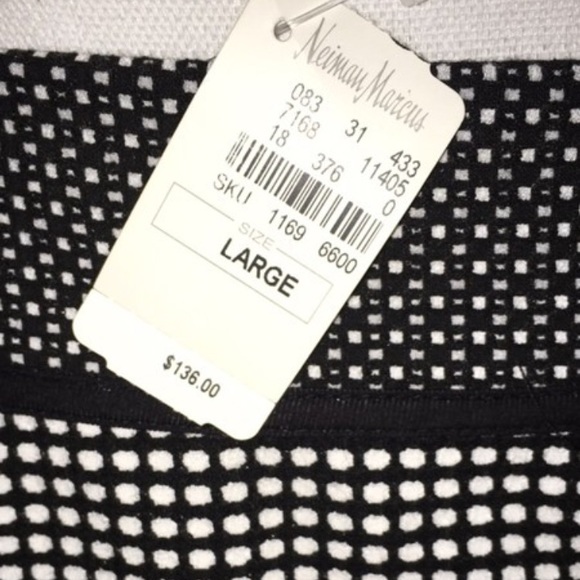 Neiman Marcus
083 31 433
7168 11405
18 376 0
SKU 1169 6600
SIZE
LARGE
$136.00